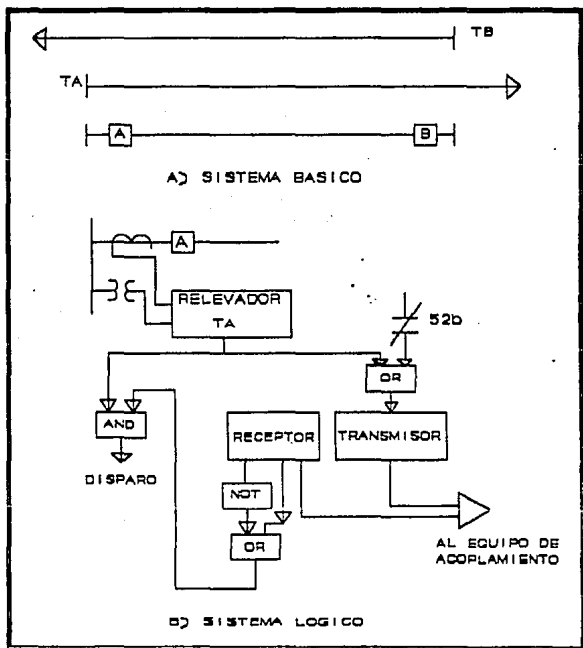 TB
TA
A
B
A) SISTEMA BASICO
A
RELEVADOR
TA
52b
OR
AND
RECEPTOR
TRANSMISOR
DISPARO
NOT
OR
AL EQUIPO DE
ACOPLAMIENTO
B) SISTEMA LOGICO